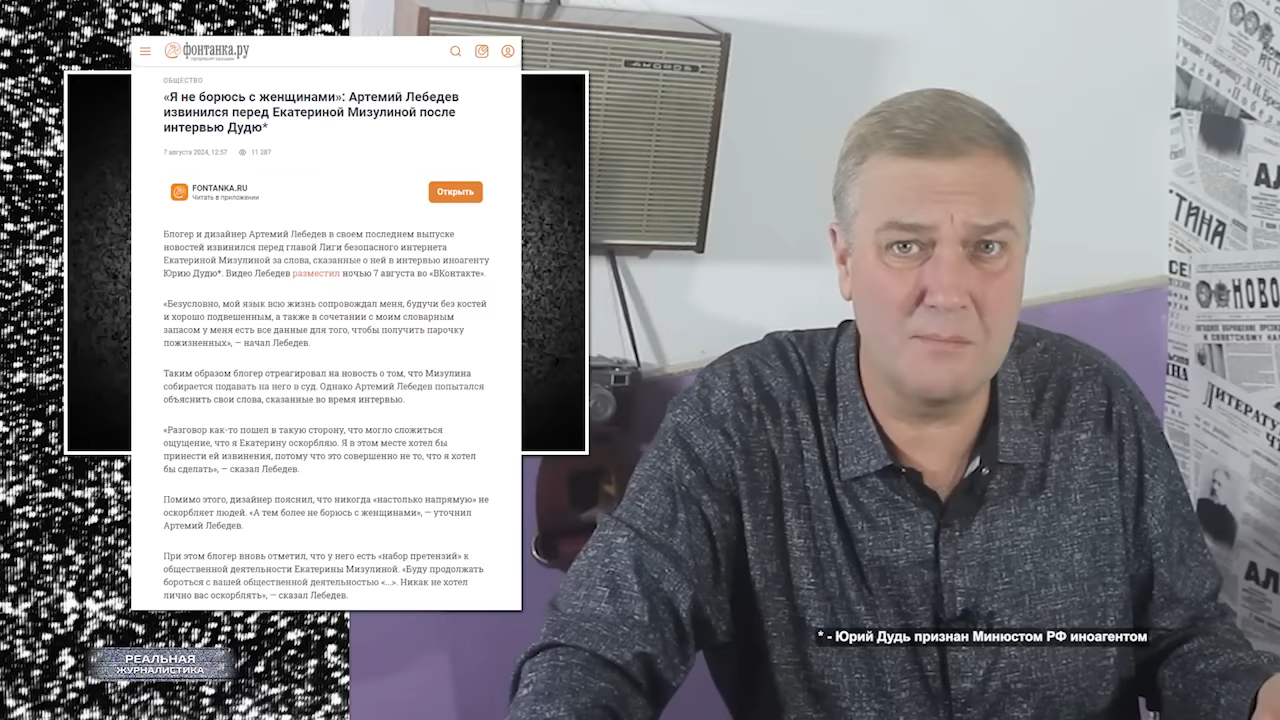 фонтанка.ру
ОБЩЕСТВО
«Я не борюсь с женщинами»: Артемий Лебедев
извинился перед Екатериной Мизулиной после
интервью Дудю*
7 августа 2024, 12:57 11 287
FONTANKA.RU
Читать в приложении
Открыть
Блогер и дизайнер Артемий Лебедев в своем последнем выпуске
новостей извинился перед главой Лиги безопасного интернета
Екатериной Мизулиной за слова, сказанные о ней в интервью иноагенту
Юрию Дудю*. Видео Лебедев разместил ночью 7 августа во «ВКонтакте».
«Безусловно, мой язык всю жизнь сопровождал меня, будучи без костей
и хорошо подвешенным, а также в сочетании с моим словарным
запасом у меня есть все данные для того, чтобы получить парочку
пожизненных», — начал Лебедев.
Таким образом блогер отреагировал на новость о том, что Мизулина
собирается подавать на него в суд. Однако Артемий Лебедев попытался
объяснить свои слова, сказанные во время интервью.
«Разговор как-то пошел в такую сторону, что могло сложиться
ощущение, что я Екатерину оскорбляю. Я в этом месте хотел бы
принести ей извинения, потому что это совершенно не то, что я хотел
бы сделать», — сказал Лебедев.
Помимо этого, дизайнер пояснил, что никогда «настолько напрямую» не
оскорбляет людей. «А тем более не борюсь с женщинами», — уточнил
Артемий Лебедев.
При этом блогер вновь отметил, что у него есть «набор претензий» к
общественной деятельности Екатерины Мизулиной. «Буду продолжать
бороться с вашей общественной деятельностью <...>. Никак не хотел
лично вас оскорблять», — сказал Лебедев.
РЕАЛЬНАЯ
ЖУРНАЛИСТИКА
* - Юрий Дудь признан Минюстом РФ иноагентом
ТИНА
НОВО
ЛИТЕРАТУ